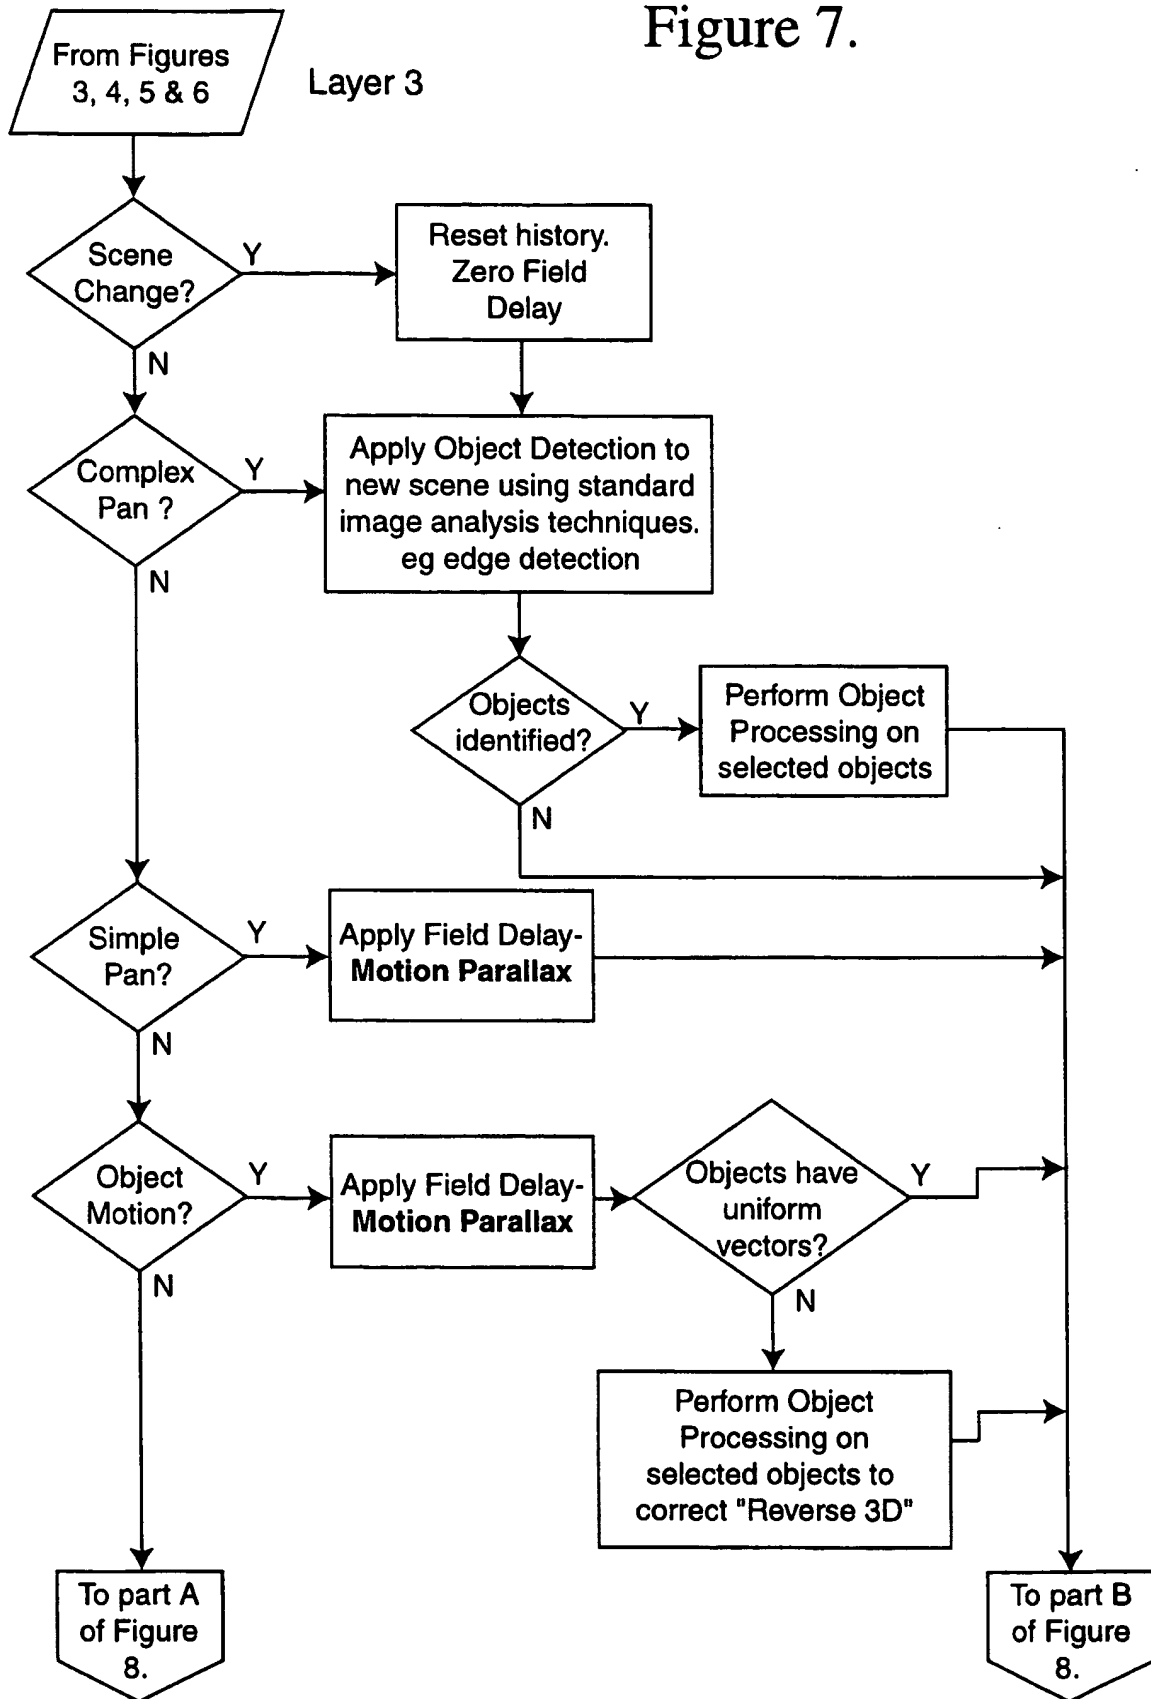 Figure 7.
From Figures
3, 4, 5 & 6
Layer 3
Scene
Change?
Y
N
Reset history.
Zero Field
Delay
Complex
Pan ?
Y
N
Apply Object Detection to
new scene using standard
image analysis techniques.
eg edge detection
Objects
identified?
Y
N
Perform Object
Processing on
selected objects
Simple
Pan?
Y
N
Apply Field Delay-
Motion Parallax
Object
Motion?
Y
N
Apply Field Delay-
Motion Parallax
Objects have
uniform
vectors?
Y
N
Perform Object
Processing on
selected objects to
correct "Reverse 3D"
To part A
of Figure
8.
To part B
of Figure
8.